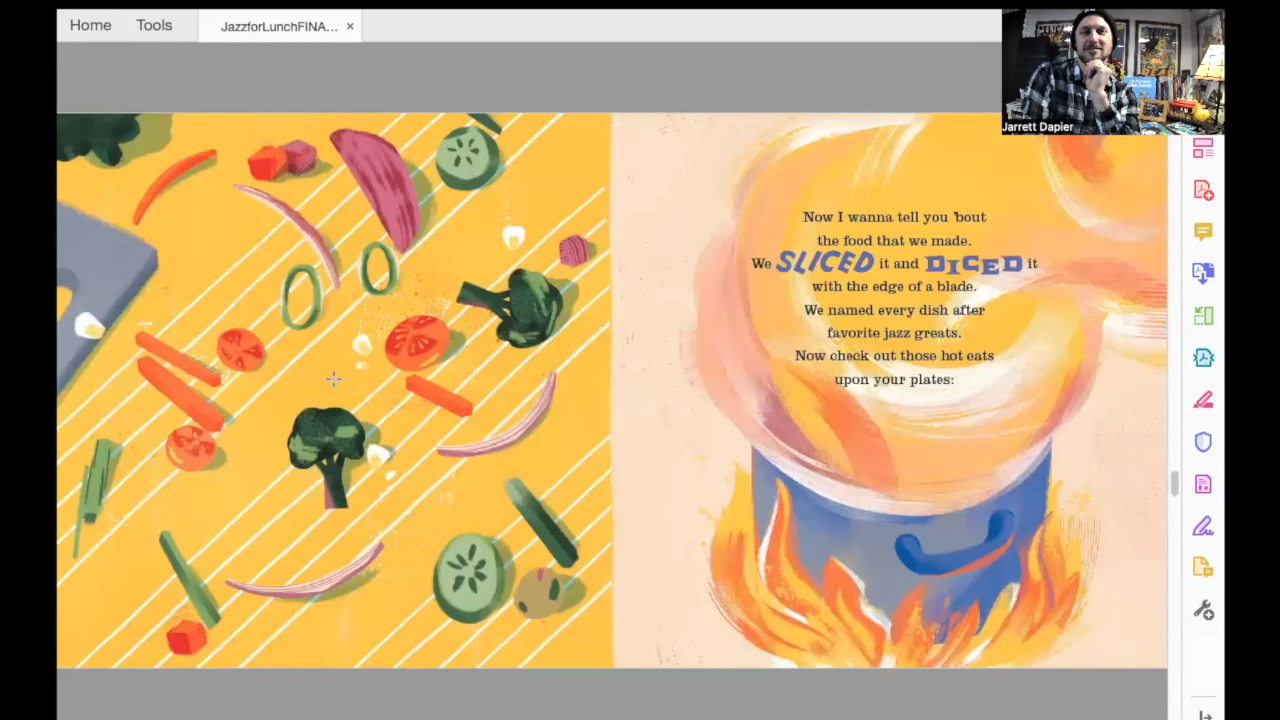 Home Tools JazzforLunchFINA... ×
Jarrett Dapier
Now I wanna tell you 'bout
the food that we made.
We SLICED it and DICED it
with the edge of a blade.
We named every dish after
favorite jazz greats.
Now check out those hot eats
upon your plates: